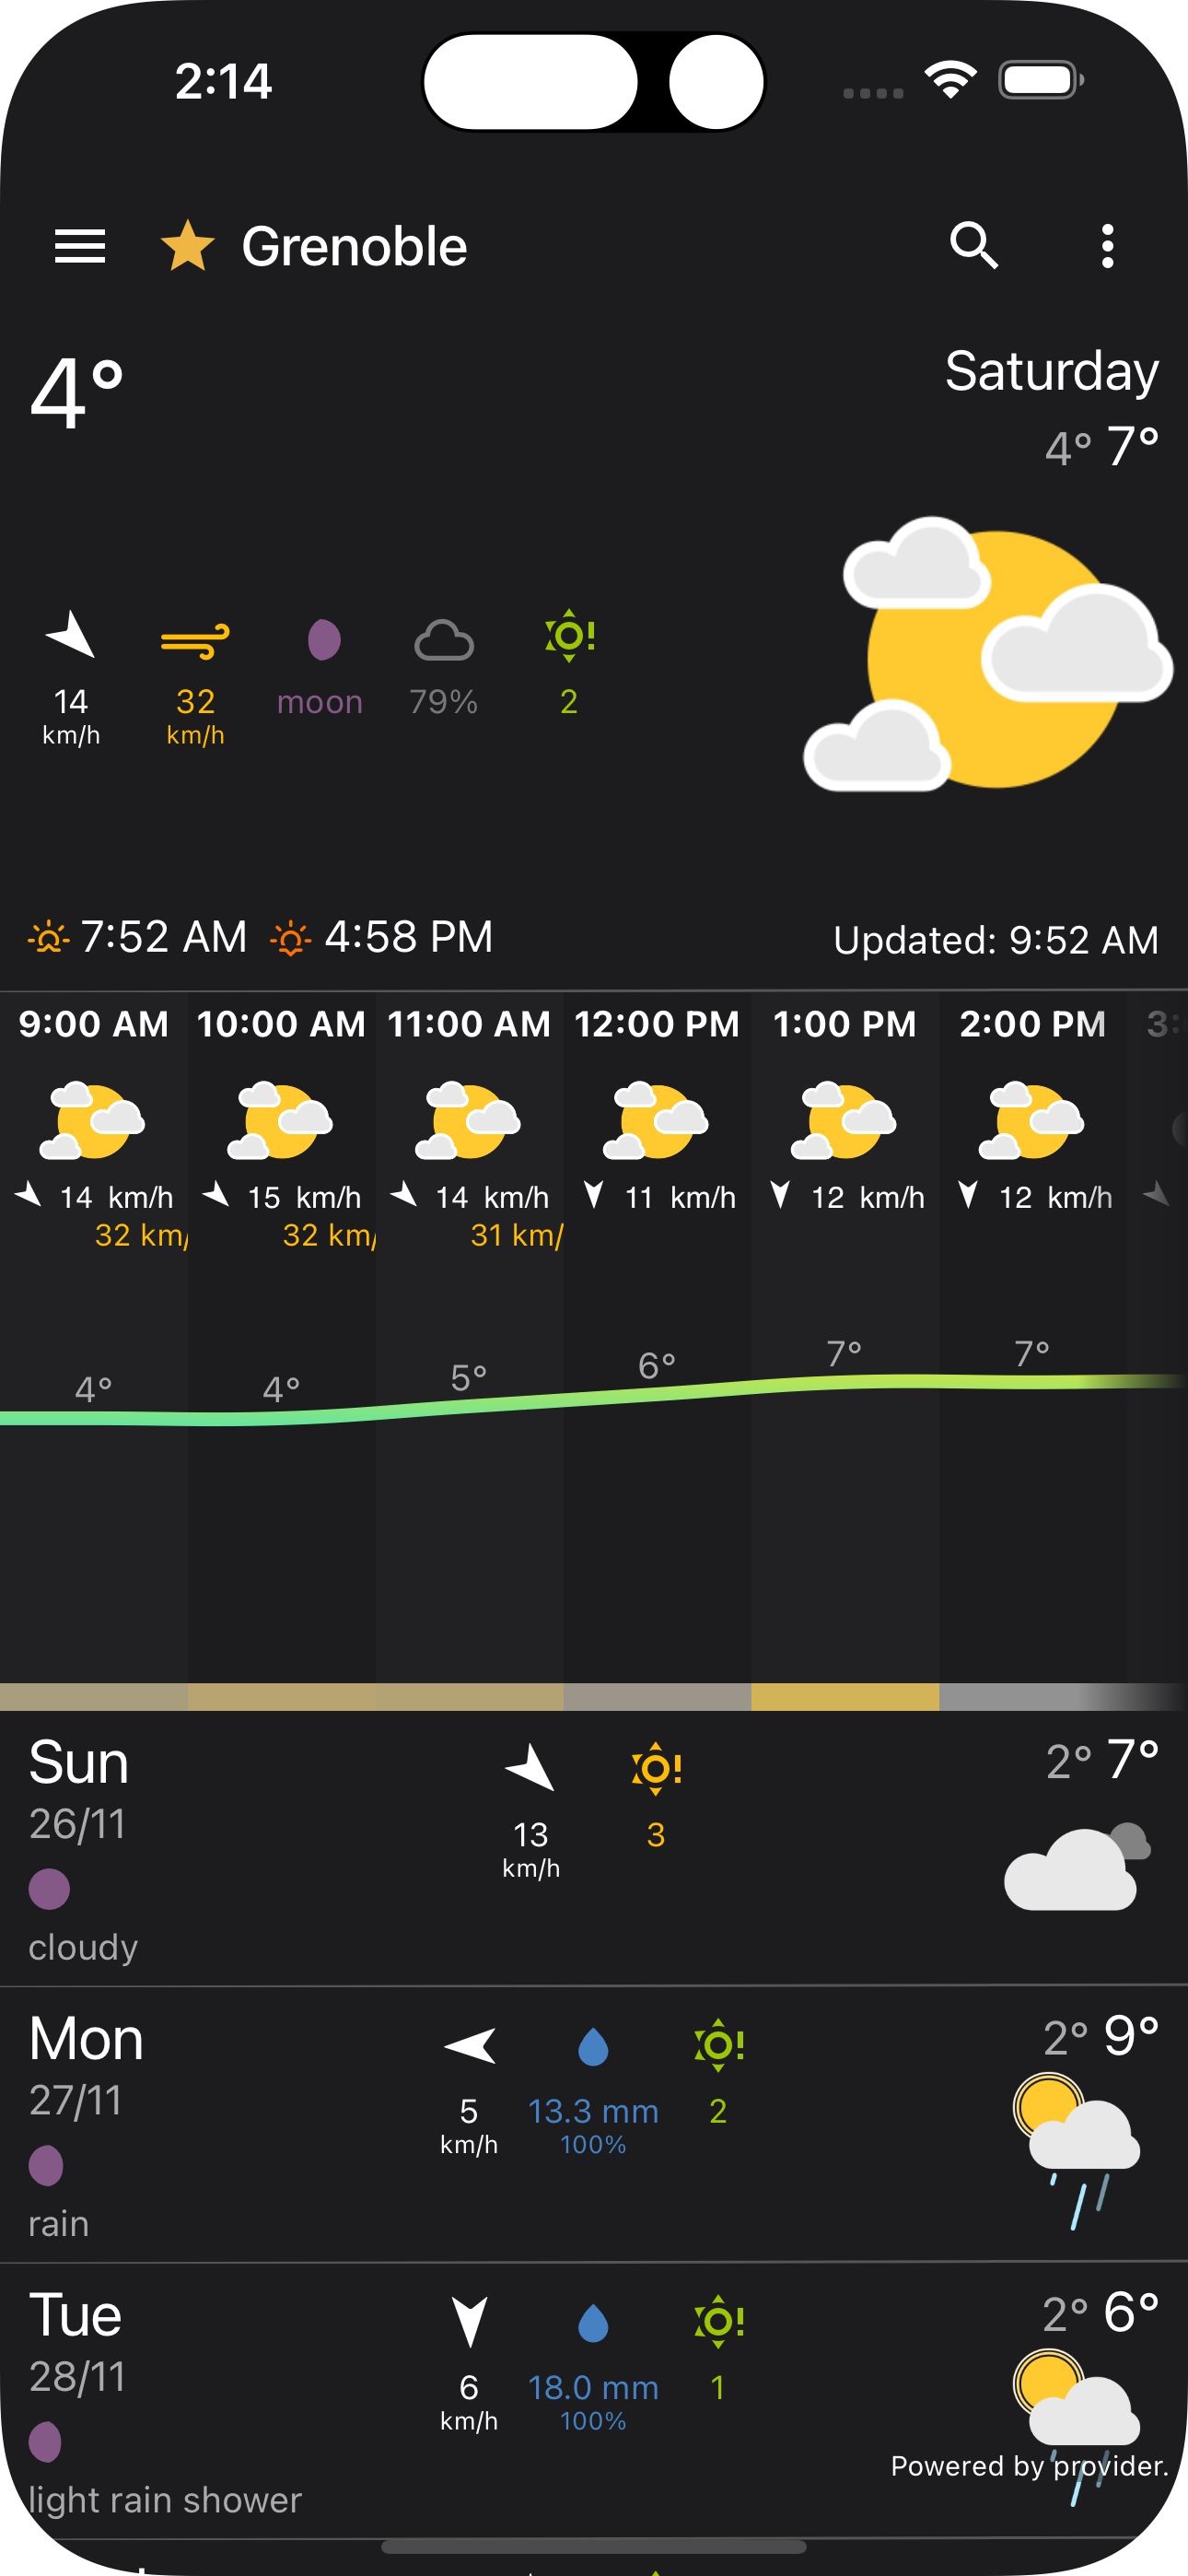 2:14
Grenoble
4°
Saturday
4° 7°
14 32 moon 79% 2
km/h km/h
7:52 AM 4:58 PM Updated: 9:52 AM
9:00 AM 10:00 AM 11:00 AM 12:00 PM 1:00 PM 2:00 PM 3:
14 km/h 15 km/h 14 km/h 11 km/h 12 km/h 12 km/h
32 km/ 32 km/ 31 km/
4° 4° 5° 6° 7° 7°
Sun 2° 7°
26/11 13 3
km/h
cloudy
Mon 2° 9°
27/11 5 13.3 mm 2
km/h 100%
rain
Tue 2° 6°
28/11 6 18.0 mm 1
km/h 100%
Powered by provider.
light rain shower